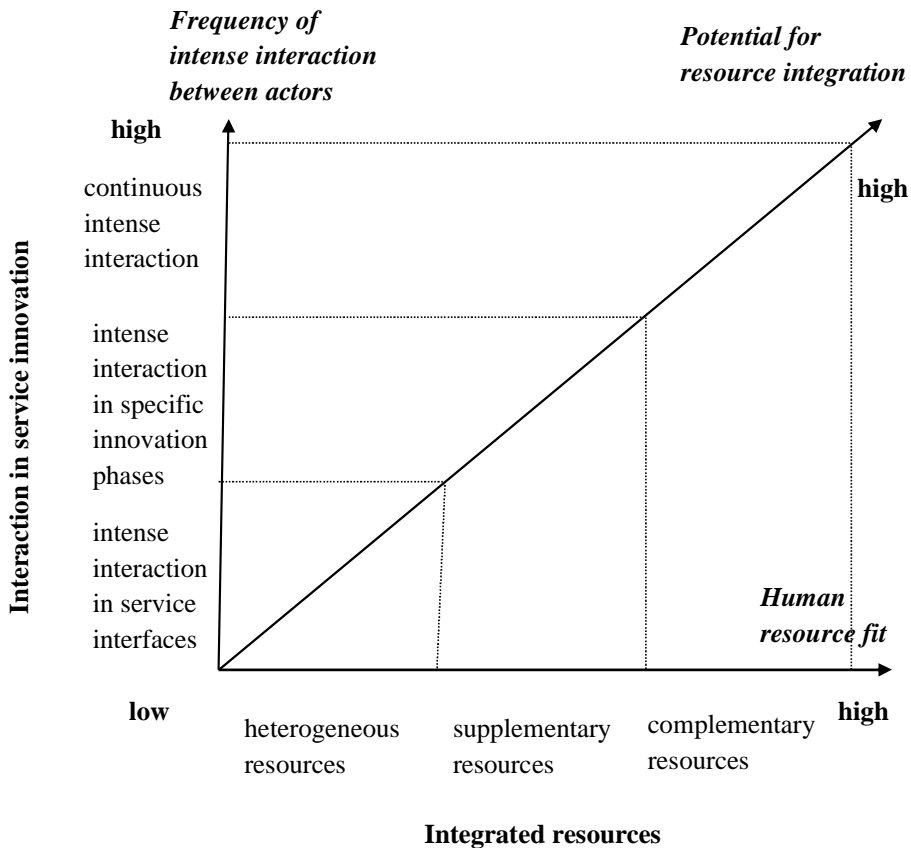 Frequency of
intense interaction
between actors
Potential for
resource integration
high
continuous
intense
interaction
high
intense
interaction
in specific
innovation
phases
intense
interaction
in service
interfaces
Interaction in service innovation
Human
resource fit
low
high
heterogeneous
resources
supplementary
resources
complementary
resources
Integrated resources